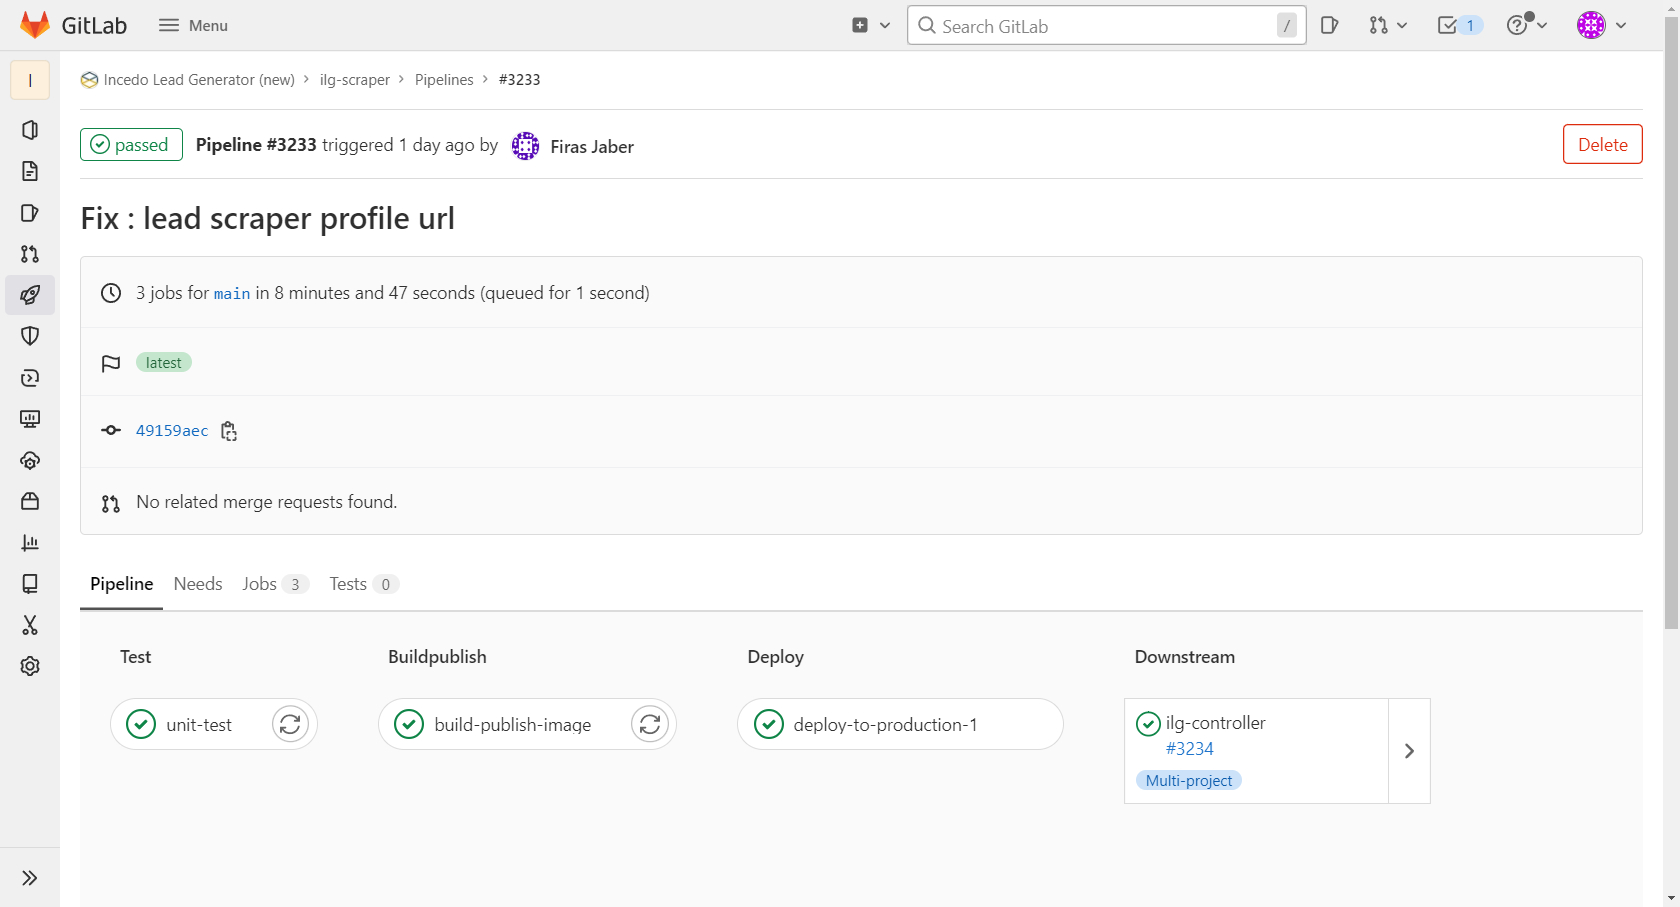 GitLab
Menu
Search GitLab
/
1
I
Incedo Lead Generator (new) › ilg-scraper › Pipelines › #3233
passed
Pipeline #3233 triggered 1 day ago by Firas Jaber
Delete
Fix : lead scraper profile url
3 jobs for main in 8 minutes and 47 seconds (queued for 1 second)
latest
49159aec
No related merge requests found.
Pipeline Needs Jobs 3 Tests 0
Test Buildpublish Deploy Downstream
unit-test build-publish-image deploy-to-production-1 ilg-controller
#3234
Multi-project